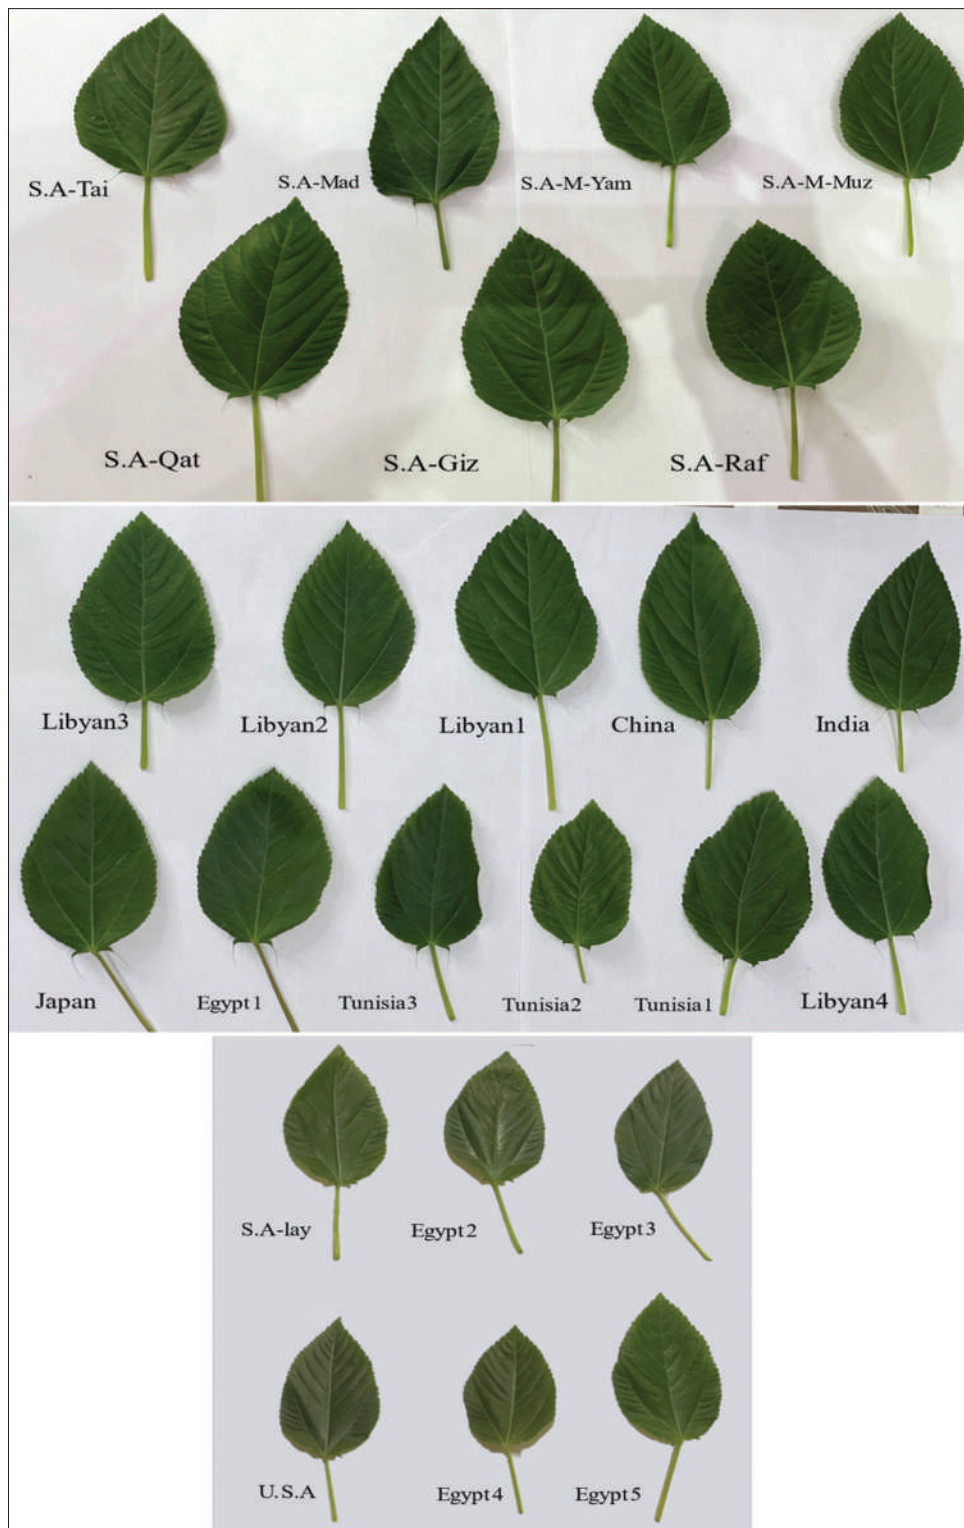 S.A-Tai
S.A-Mad
S.A-M-Yam
S.A-M-Muz
S.A-Qat
S.A-Giz
S.A-Raf
Libyan3
Libyan2
Libyan1
China
India
Japan
Egypt1
Tunisia3
Tunisia2
Tunisia1
Libyan4
S.A-lay
Egypt2
Egypt3
U.S.A
Egypt4
Egypt5